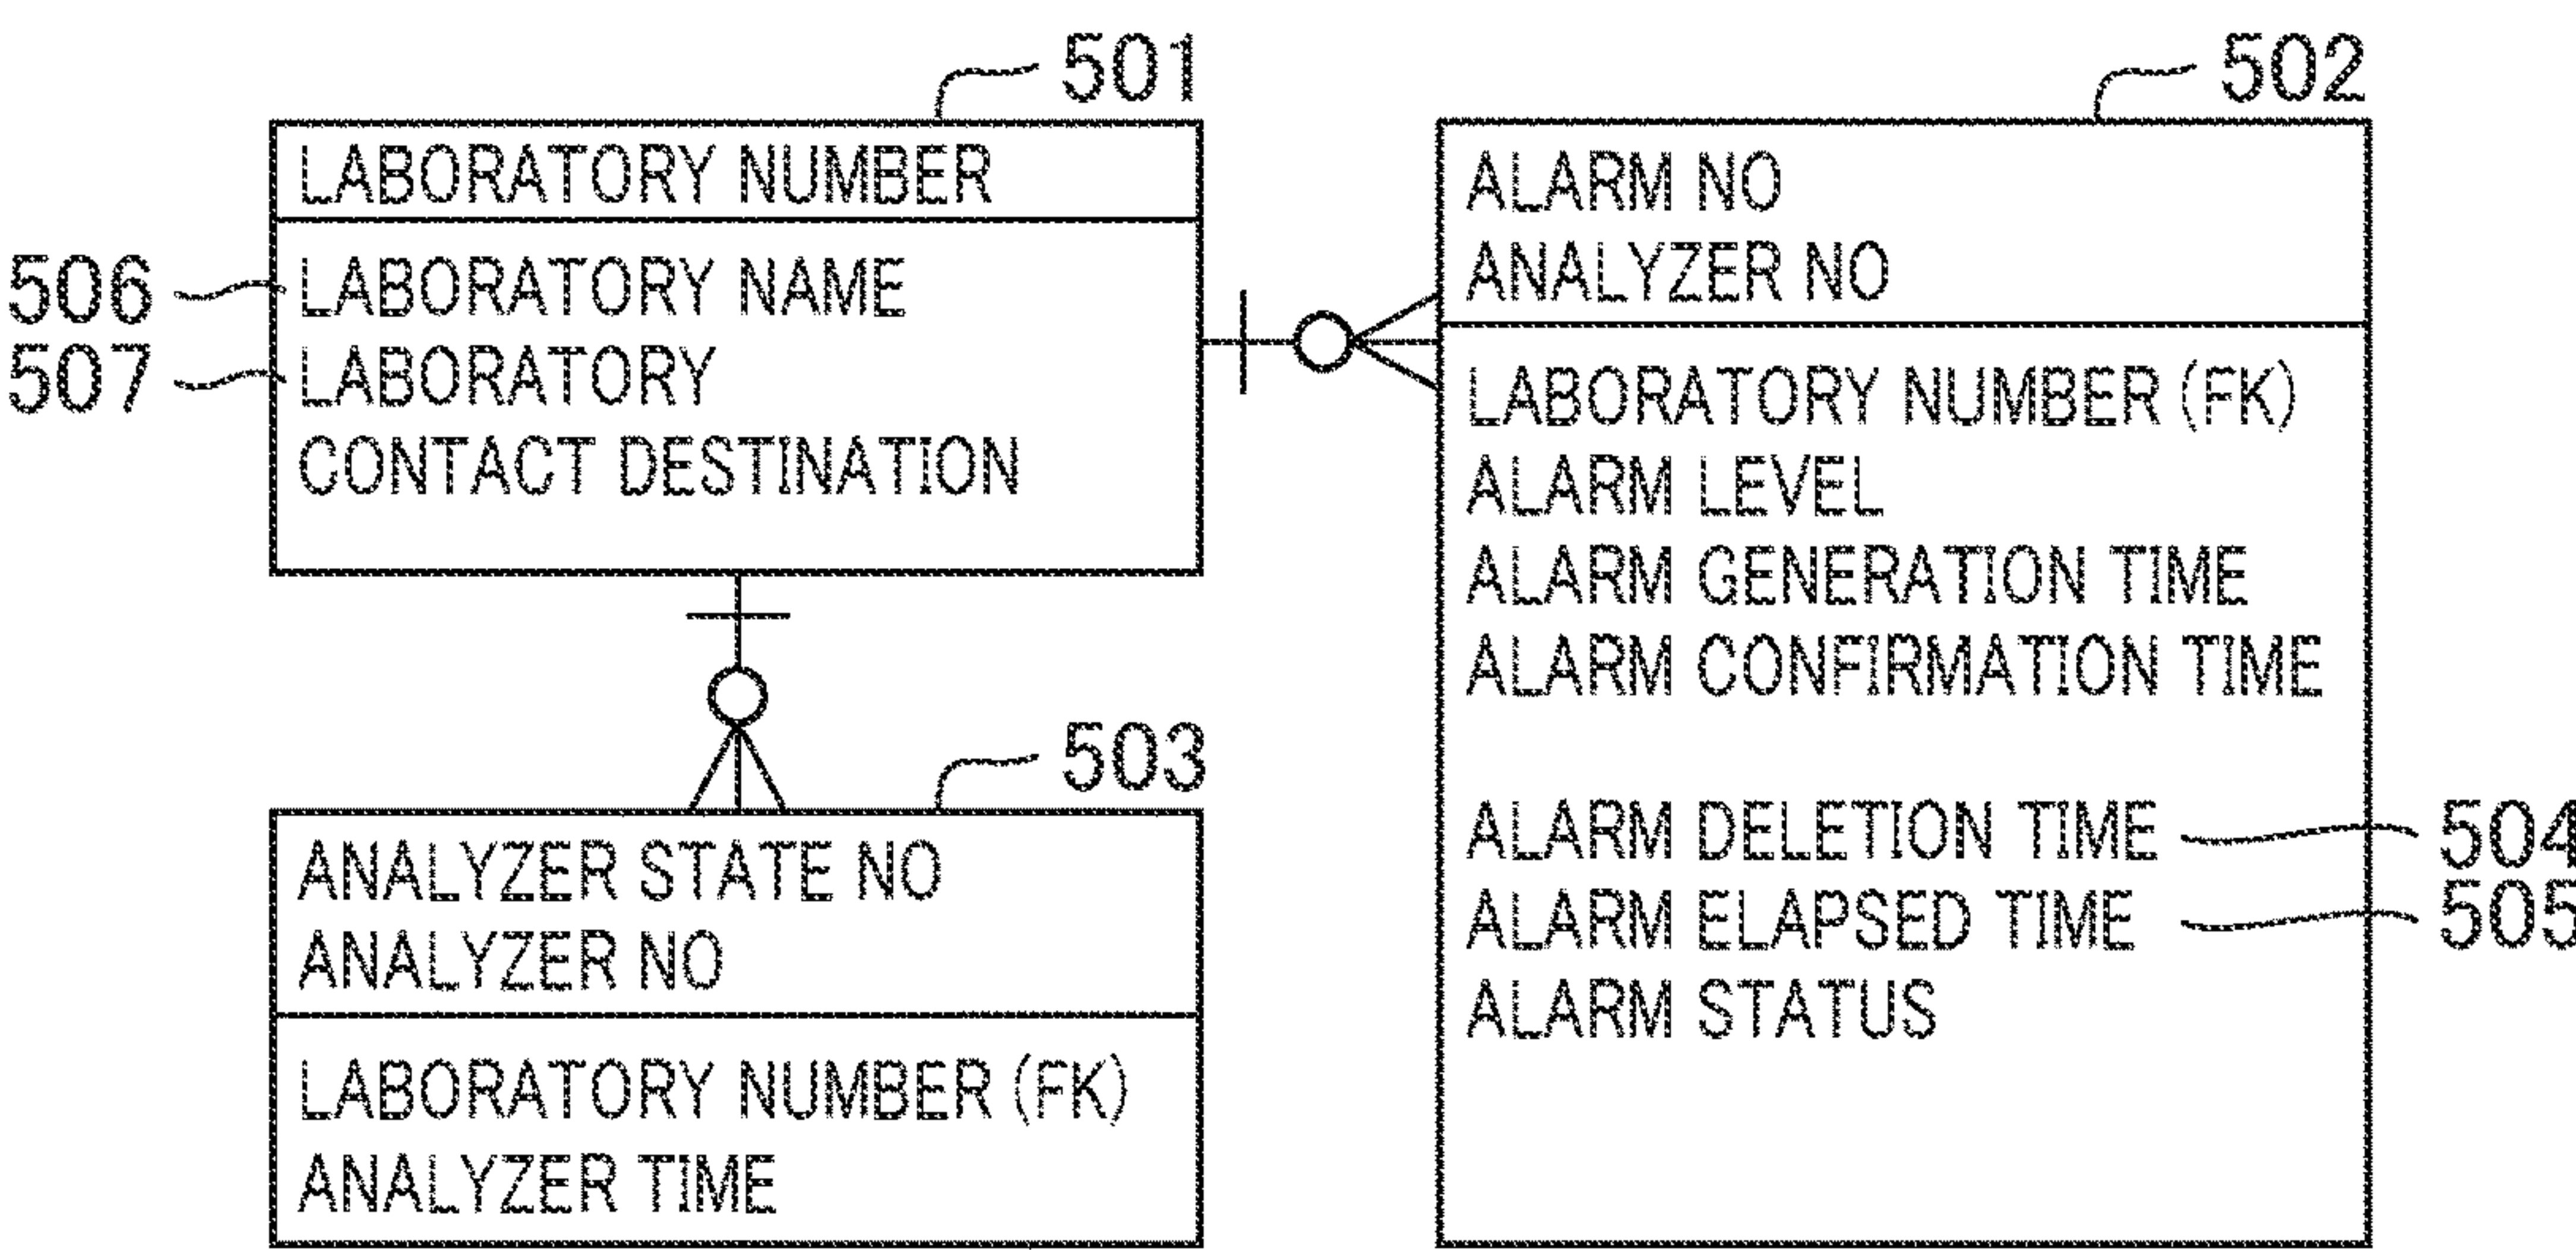 501
LABORATORY NUMBER
506 LABORATORY NAME
507 LABORATORY
CONTACT DESTINATION
502
ALARM NO
ANALYZER NO
LABORATORY NUMBER (FK)
ALARM LEVEL
ALARM GENERATION TIME
ALARM CONFIRMATION TIME
ALARM DELETION TIME 504
ALARM ELAPSED TIME 505
ALARM STATUS
503
ANALYZER STATE NO
ANALYZER NO
LABORATORY NUMBER (FK)
ANALYZER TIME